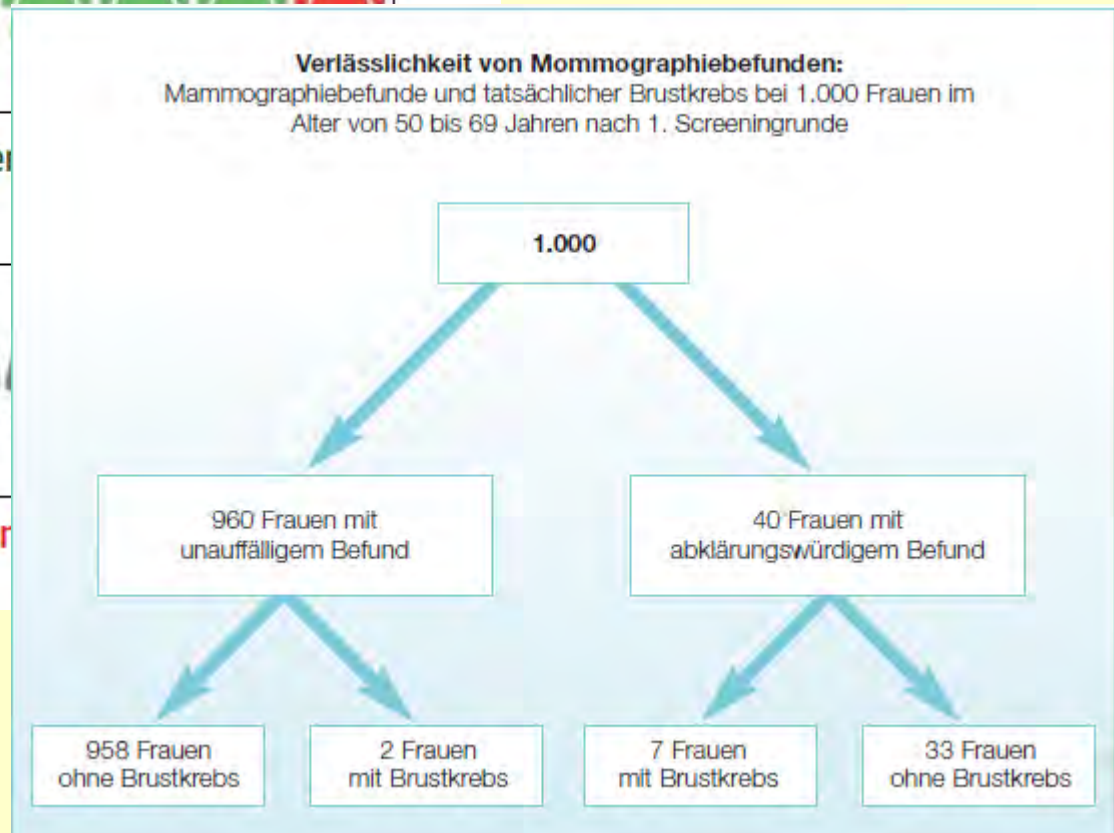 Verlässlichkeit von Mommographiebefunden:
Mammographiebefunde und tatsächlicher Brustkrebs bei 1.000 Frauen im
Alter von 50 bis 69 Jahren nach 1. Screeningrunde
1.000
960 Frauen mit
unauffälligem Befund
40 Frauen mit
abklärungswürdigem Befund
958 Frauen
ohne Brustkrebs
2 Frauen
mit Brustkrebs
7 Frauen
mit Brustkrebs
33 Frauen
ohne Brustkrebs